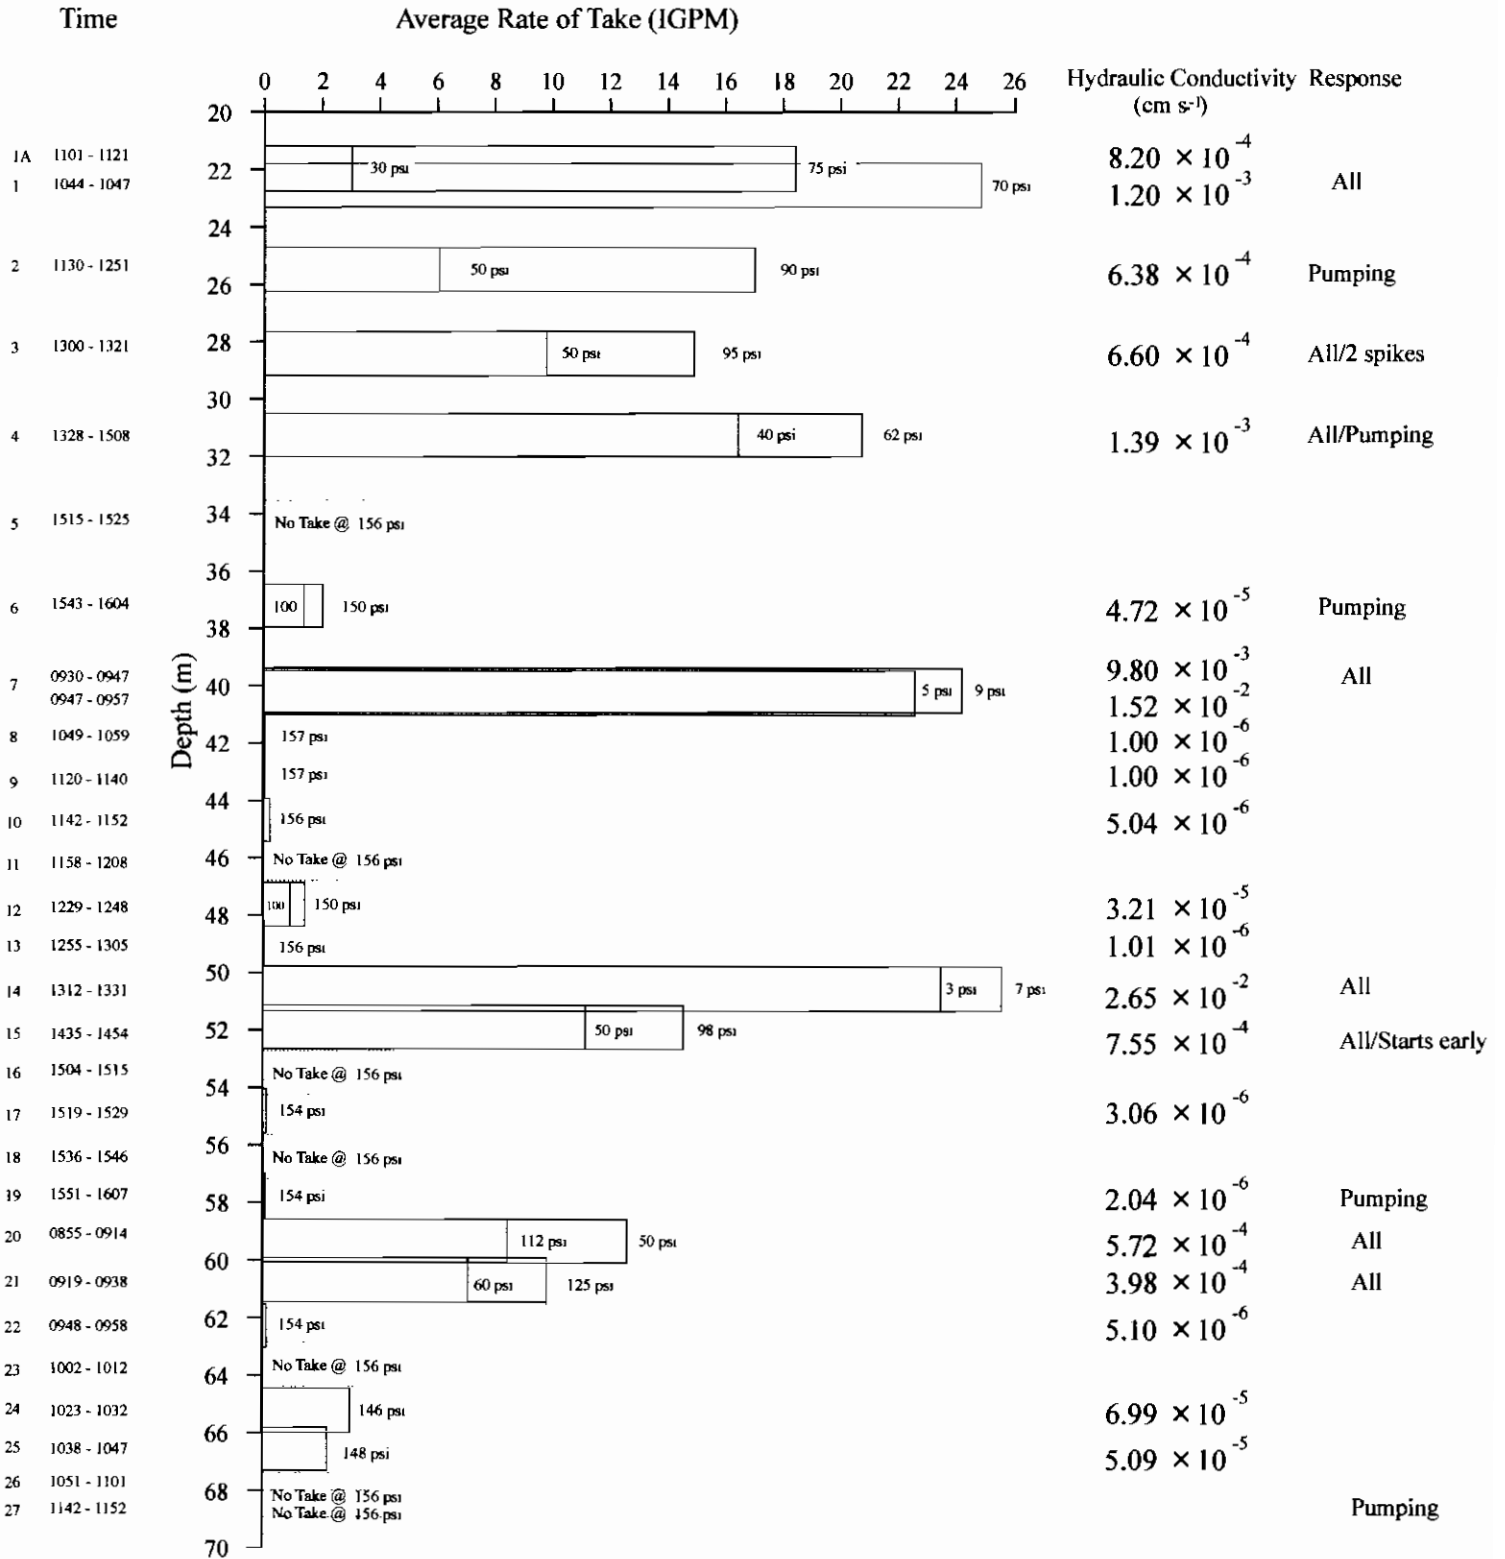 Time Average Rate of Take (IGPM)
0 2 4 6 8 10 12 14 16 18 20 22 24 26 Hydraulic Conductivity Response
(cm s-1)
20
1A 1101 - 1121 30 psi 75 psi 8.20 × 10 -4
22
1 1044 - 1047 70 psi 1.20 × 10 -3 All
24
2 1130 - 1251 50 psi 90 psi 6.38 × 10 -4 Pumping
26
3 1300 - 1321 28 50 psi 95 psi 6.60 × 10 -4 All/2 spikes
30
4 1328 - 1508 40 psi 62 psi 1.39 × 10 -3 All/Pumping
32
34
5 1515 - 1525 No Take @ 156 psi
36
6 1543 - 1604 100 150 psi 4.72 × 10 -5 Pumping
38
Depth (m)
7 0930 - 0947 40 5 psi 9 psi 9.80 × 10 -3 All
0947 - 0957 1.52 × 10 -2
8 1049 - 1059 42 157 psi 1.00 × 10 -6
9 1120 - 1140 157 psi 1.00 × 10 -6
44
10 1142 - 1152 156 psi 5.04 × 10 -6
11 1158 - 1208 46 No Take @ 156 psi
12 1229 - 1248 48 100 150 psi 3.21 × 10 -5
13 1255 - 1305 156 psi 1.01 × 10 -6
50
14 1312 - 1331 3 psi 7 psi 2.65 × 10 -2 All
15 1435 - 1454 52 50 psi 98 psi 7.55 × 10 -4 All/Starts early
16 1504 - 1515 No Take @ 156 psi
54
17 1519 - 1529 154 psi 3.06 × 10 -6
56
18 1536 - 1546 No Take @ 156 psi
19 1551 - 1607 58 154 psi 2.04 × 10 -6 Pumping
20 0855 - 0914 112 psi 50 psi 5.72 × 10 -4 All
60
21 0919 - 0938 60 psi 125 psi 3.98 × 10 -4 All
62
22 0948 - 0958 154 psi 5.10 × 10 -6
23 1002 - 1012 64 No Take @ 156 psi
24 1023 - 1032 146 psi 6.99 × 10 -5
66
25 1038 - 1047 148 psi 5.09 × 10 -5
26 1051 - 1101 68 No Take @ 156 psi
27 1142 - 1152 No Take @ 156 psi Pumping
70